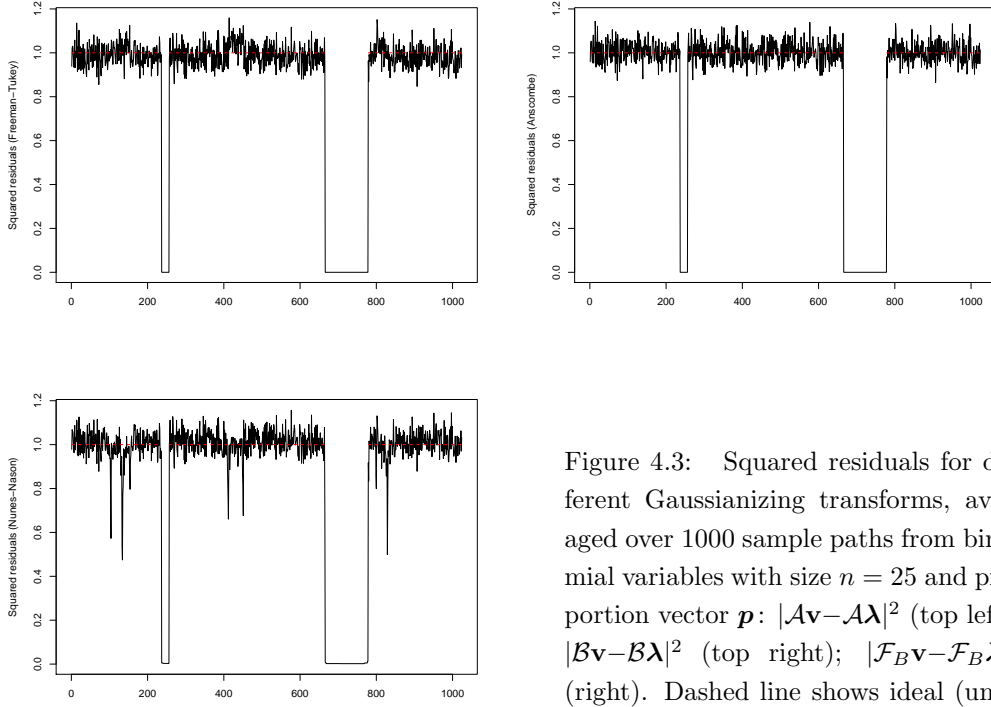 Squared residuals (Freeman−Tukey)
0.0 0.2 0.4 0.6 0.8 1.0 1.2
0 200 400 600 800 1000
Squared residuals (Anscombe)
0.0 0.2 0.4 0.6 0.8 1.0 1.2
0 200 400 600 800 1000
Squared residuals (Nunes−Nason)
0.0 0.2 0.4 0.6 0.8 1.0 1.2
0 200 400 600 800 1000
Figure 4.3: Squared residuals for d
ferent Gaussianizing transforms, av
aged over 1000 sample paths from bin
mial variables with size n = 25 and p
portion vector p: |𝒜v−𝒜λ|² (top lef
|ℬv−ℬλ|² (top right); |ℱ_B v−ℱ_B λ
(right). Dashed line shows ideal (un